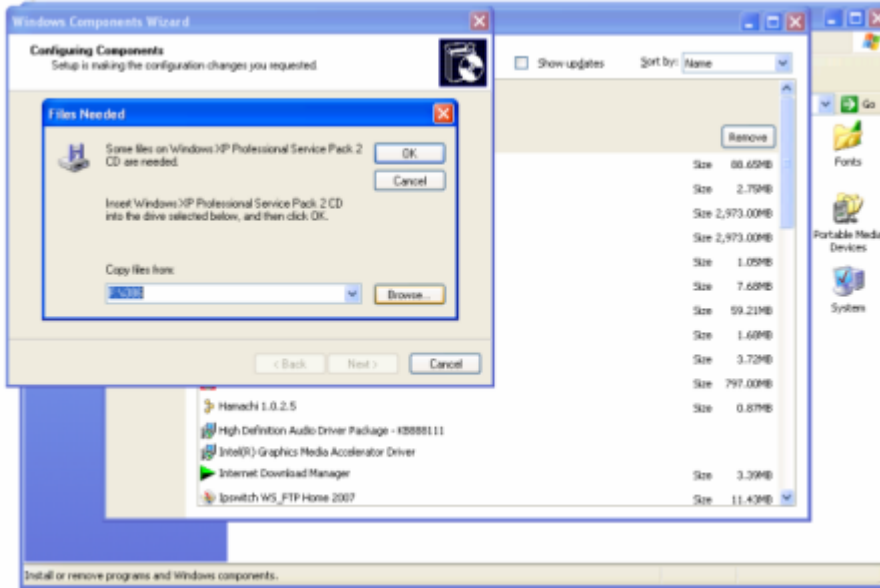 Windows Components Wizard
Configuring Components
Setup is making the configuration changes you requested.
Files Needed
Some files on Windows XP Professional Service Pack 2
CD are needed.
OK
Cancel
Insert Windows XP Professional Service Pack 2 CD
into the drive selected below, and then click OK.
Copy files from:
Browse...
< Back
Next >
Cancel
Show updates
Sort by:
Name
Remove
Size 88.65MB
Size 2.75MB
Size 2,973.00MB
Size 2,973.00MB
Size 1.05MB
Size 7.68MB
Size 59.21MB
Size 1.68MB
Size 3.72MB
Size 797.00MB
Hamachi 1.0.2.5
Size 0.87MB
High Definition Audio Driver Package - KB888111
Intel(R) Graphics Media Accelerator Driver
Internet Download Manager
Size 3.39MB
Ipswitch WS_FTP Home 2007
Size 11.43MB
Go
Fonts
Portable Media
Devices
System
Install or remove programs and Windows components.